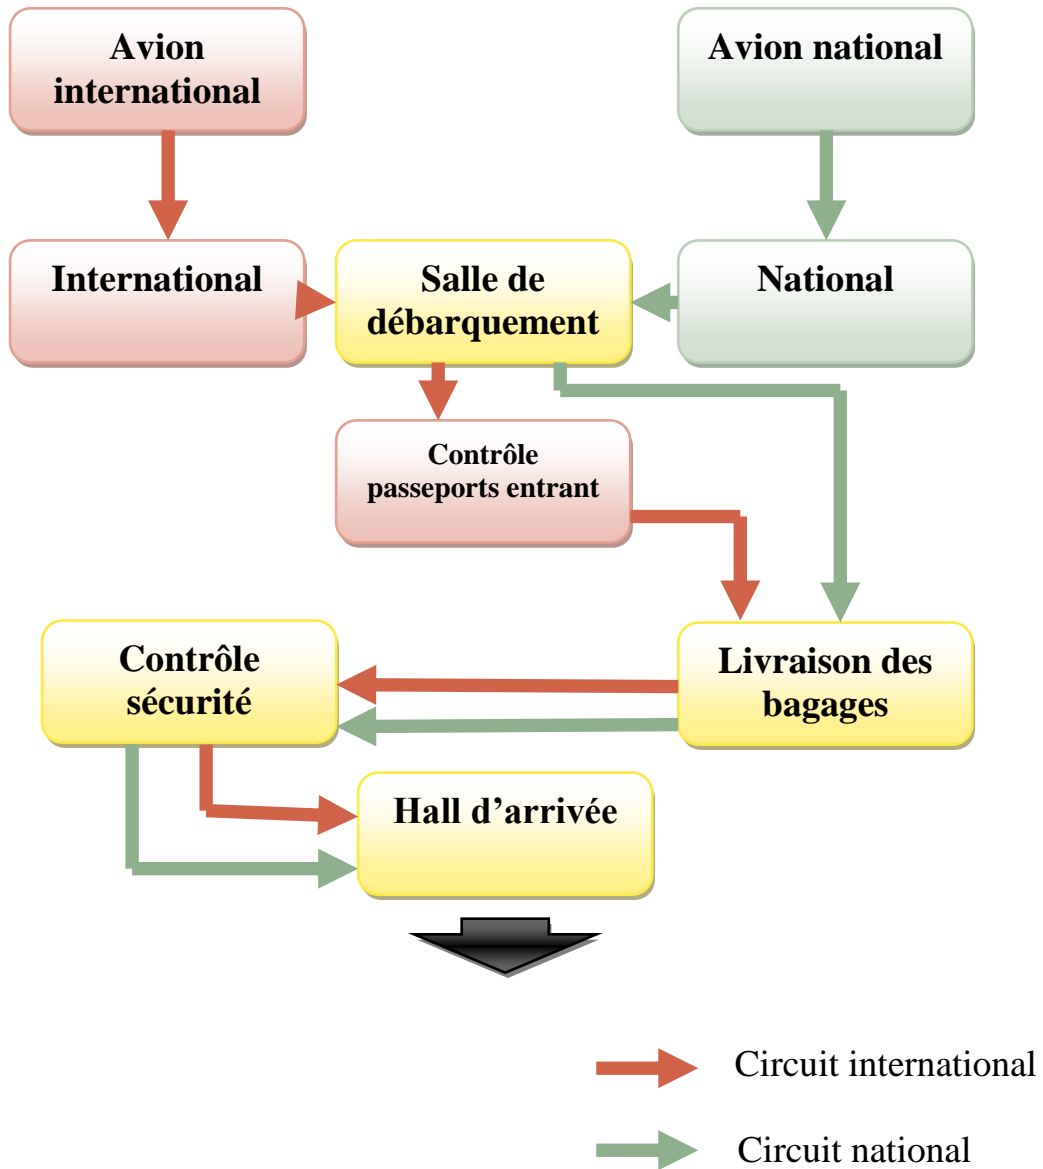 Avion
international
Avion national
International
Salle de
débarquement
National
Contrôle
passeports entrant
Contrôle
sécurité
Livraison des
bagages
Hall d’arrivée
Circuit international
Circuit national